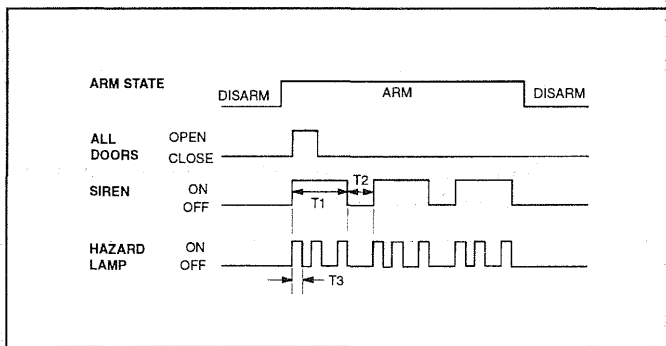 ARM STATE
DISARM ARM DISARM
ALL DOORS OPEN
CLOSE
SIREN ON
OFF
T1 T2
HAZARD LAMP ON
OFF
T3